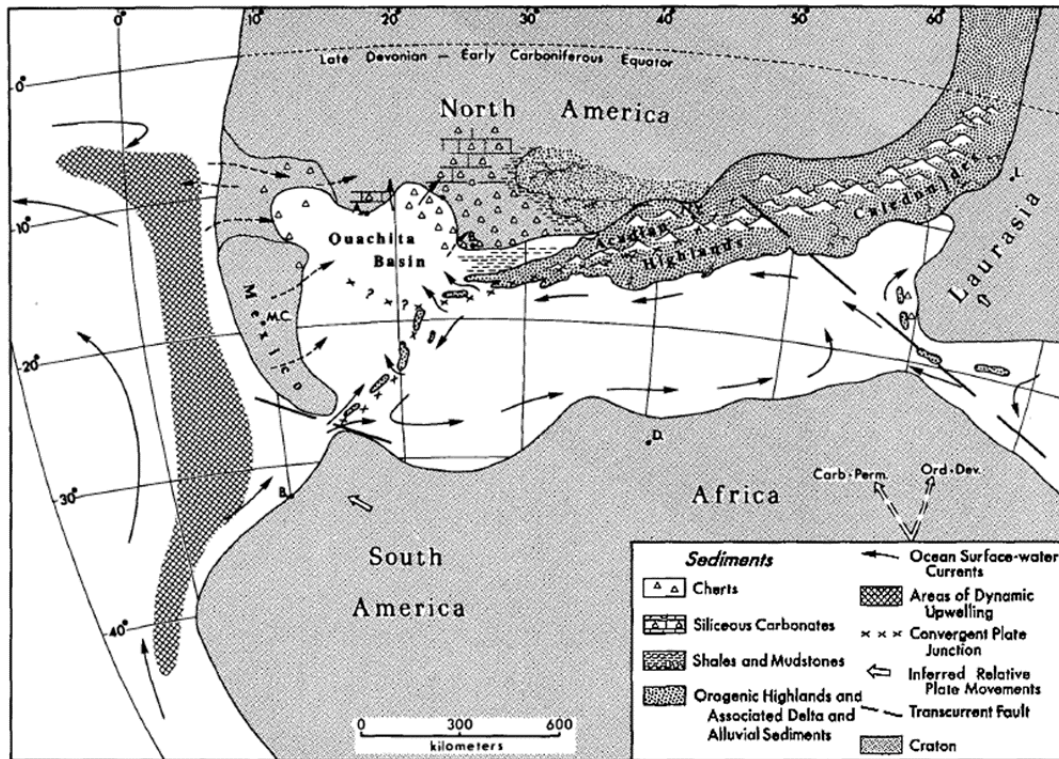 0° 10° 20° 30° 40° 50° 60°
Late Devonian — Early Carboniferous Equator
0°
North America
10°
Ouachita
Basin
Acadian
Highlands
Caledonides
L.
Laurasia
Mexico
M.C.
20°
? ?
D.
30°
B.
Africa
Carb-Perm.
Ord-Dev.
South
America
40°
Sediments
Cherts
Siliceous Carbonates
Shales and Mudstones
Orogenic Highlands and
Associated Delta and
Alluvial Sediments
Ocean Surface-water
Currents
Areas of Dynamic
Upwelling
Convergent Plate
Junction
Inferred Relative
Plate Movements
Transcurrent Fault
Craton
0 300 600
kilometers